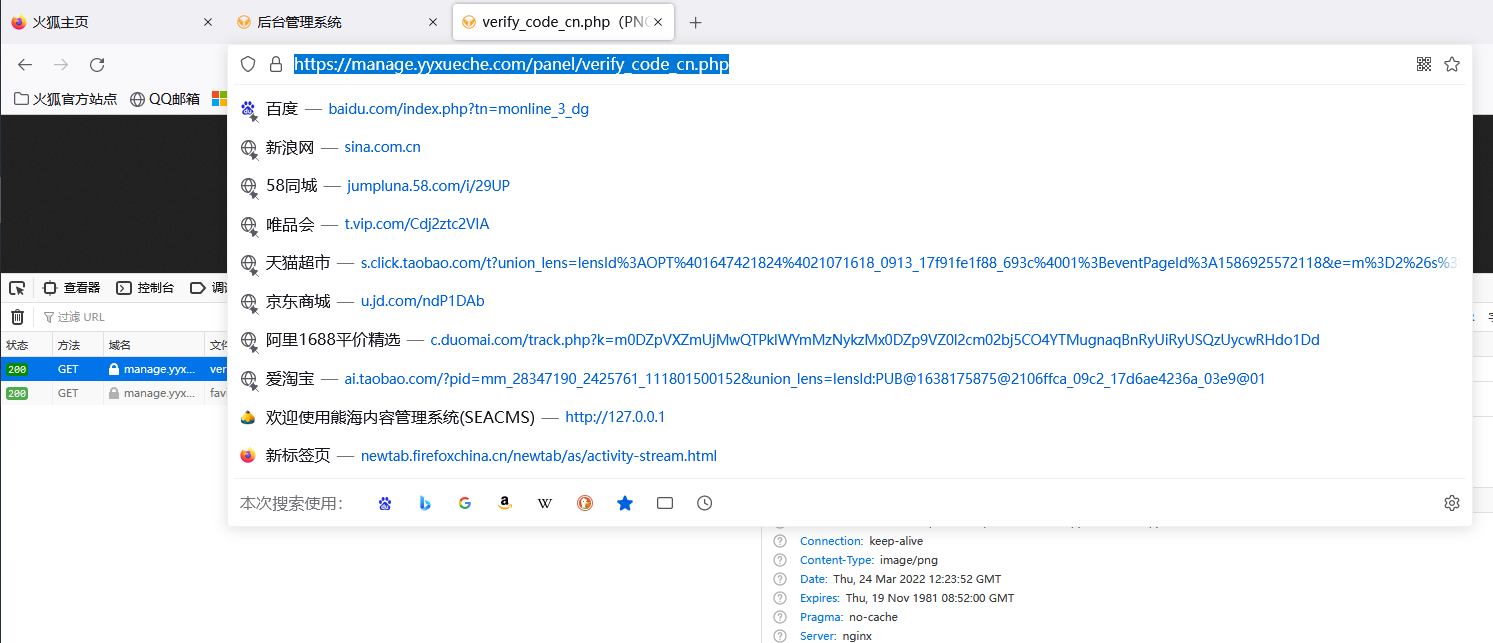 火狐主页
后台管理系统
verify_code_cn.php (PNG
https://manage.yyxueche.com/panel/verify_code_cn.php
火狐官方站点
QQ邮箱
百度 — baidu.com/index.php?tn=monline_3_dg
新浪网 — sina.com.cn
58同城 — jumpluna.58.com/i/29UP
唯品会 — t.vip.com/Cdj2ztc2VIA
天猫超市 — s.click.taobao.com/t?union_lens=lensId%3AOPT%401647421824%4021071618_0913_17f91fe1f88_693c%4001%3BeventPageId%3A1586925572118&e=m%3D2%26s%3
京东商城 — u.jd.com/ndP1DAb
阿里1688平价精选 — c.duomai.com/track.php?k=m0DZpVXZmUjMwQTPklWYmMzNykzMx0DZp9VZ0l2cm02bj5CO4YTMugnaqBnRyUiRyUSQzUycwRHdo1Dd
爱淘宝 — ai.taobao.com/?pid=mm_28347190_2425761_111801500152&union_lens=lensId:PUB@1638175875@2106ffca_09c2_17d6ae4236a_03e9@01
欢迎使用熊海内容管理系统(SEACMS) — http://127.0.0.1
新标签页 — newtab.firefoxchina.cn/newtab/as/activity-stream.html
本次搜索使用：
查看器
控制台
调
过滤 URL
状态 方法 域名 文件
200 GET manage.yyx... ver
200 GET manage.yyx... favi
Connection: keep-alive
Content-Type: image/png
Date: Thu, 24 Mar 2022 12:23:52 GMT
Expires: Thu, 19 Nov 1981 08:52:00 GMT
Pragma: no-cache
Server: nginx